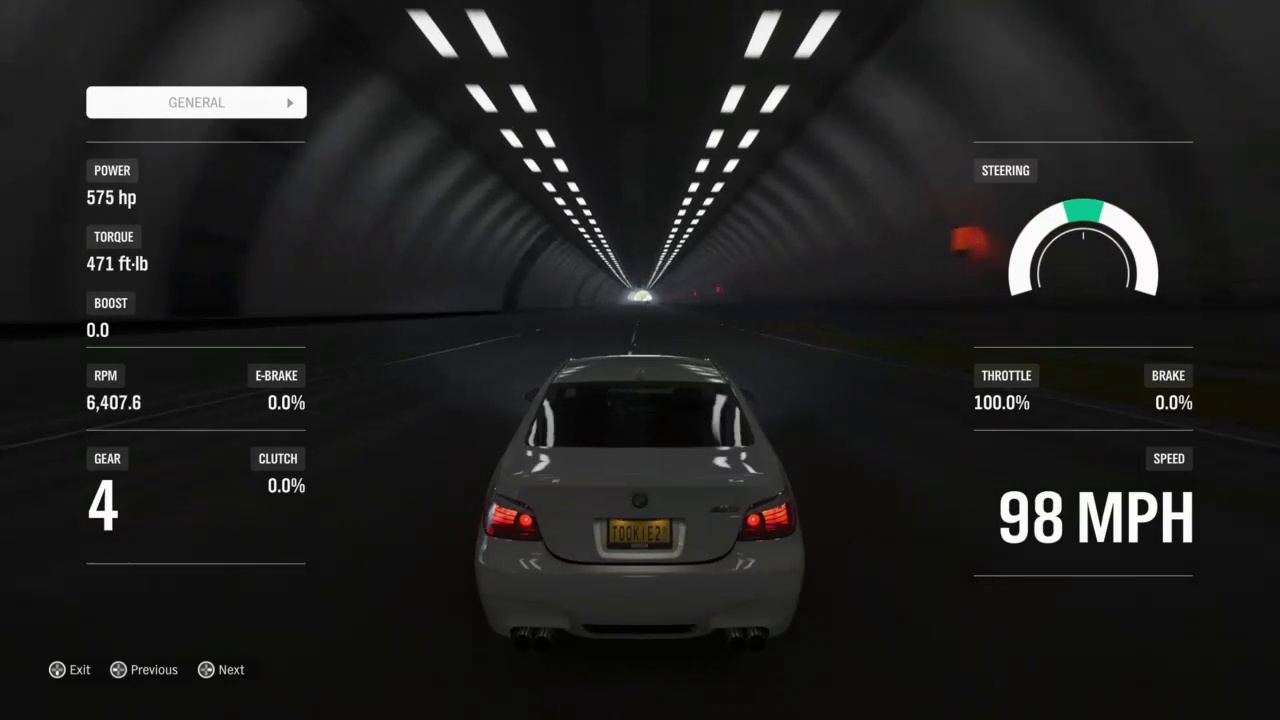 GENERAL
POWER
575 hp
TORQUE
471 ft·lb
BOOST
0.0
RPM
E-BRAKE
6,407.6
0.0%
GEAR
CLUTCH
4
0.0%
STEERING
THROTTLE
BRAKE
100.0%
0.0%
SPEED
98 MPH
TOOKIE2
Exit
Previous
Next